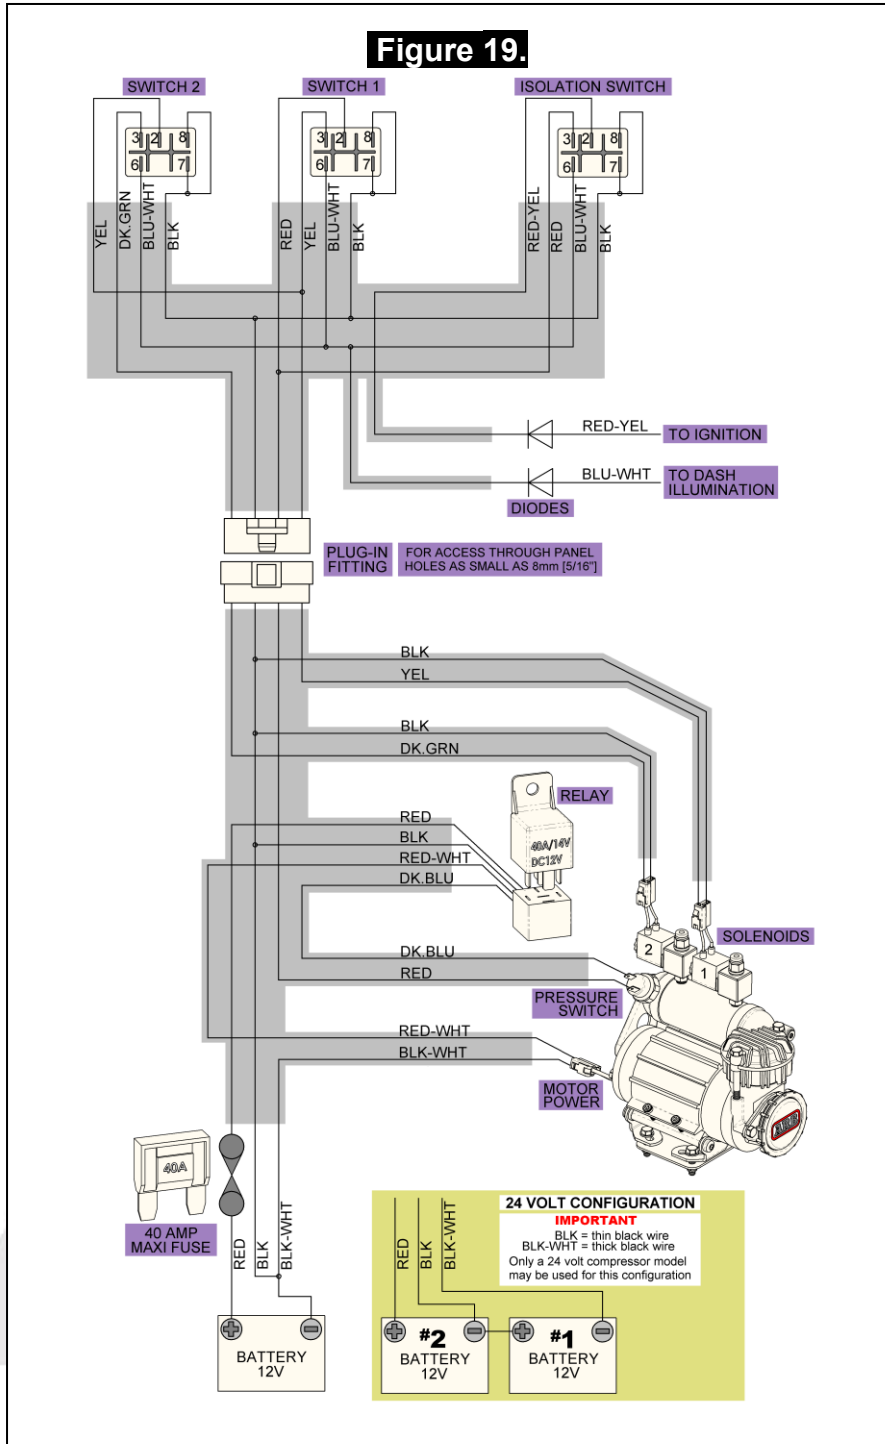 Figure 19.
SWITCH 2
SWITCH 1
ISOLATION SWITCH
3 2 8
6 7
3 2 8
6 7
3 2 8
6 7
YEL
DK.GRN
BLU-WHT
BLK
RED
YEL
BLU-WHT
BLK
RED-YEL
RED
BLU-WHT
BLK
RED-YEL
TO IGNITION
BLU-WHT
TO DASH
ILLUMINATION
DIODES
PLUG-IN
FITTING
FOR ACCESS THROUGH PANEL
HOLES AS SMALL AS 8mm [5/16"]
BLK
YEL
BLK
DK.GRN
RELAY
40A/14V
DC12V
RED
BLK
RED-WHT
DK.BLU
SOLENOIDS
2
1
DK.BLU
RED
PRESSURE
SWITCH
RED-WHT
BLK-WHT
MOTOR
POWER
ARB
40A
40 AMP
MAXI FUSE
RED
BLK
BLK-WHT
BATTERY
12V
24 VOLT CONFIGURATION
IMPORTANT
BLK = thin black wire
BLK-WHT = thick black wire
Only a 24 volt compressor model
may be used for this configuration
RED
BLK
BLK-WHT
#2
BATTERY
12V
#1
BATTERY
12V